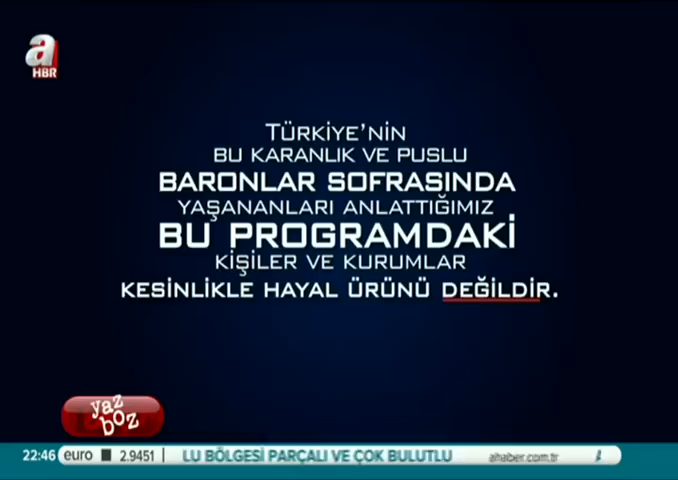 a
HBR
TÜRKİYE'NİN
BU KARANLIK VE PUSLU
BARONLAR SOFRASINDA
YAŞANANLARI ANLATTIĞIMIZ
BU PROGRAMDAKİ
KİŞİLER VE KURUMLAR
KESİNLİKLE HAYAL ÜRÜNÜ DEĞİLDİR.
yaz
boz
22:46 euro 2.9451 LU BÖLGESİ PARÇALI VE ÇOK BULUTLU ahaber.com.tr